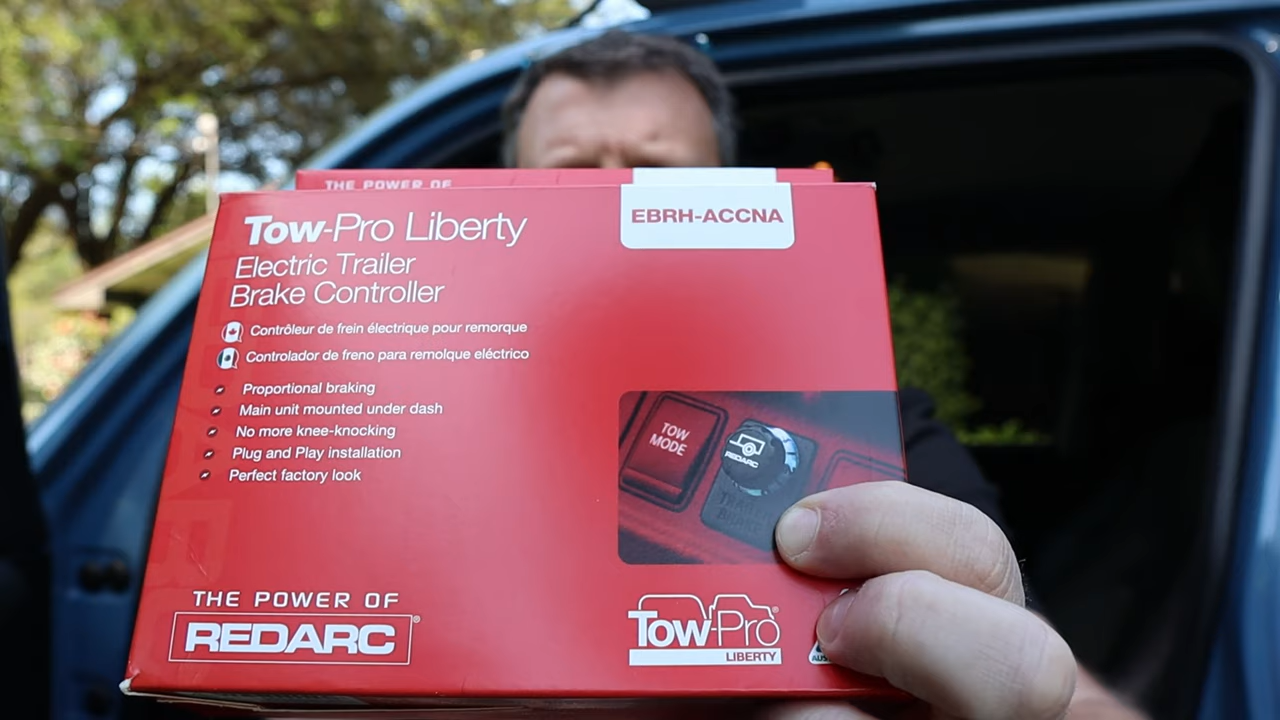 THE POWER OF
Tow-Pro Liberty
EBRH-ACCNA
Electric Trailer
Brake Controller
Contrôleur de frein électrique pour remorque
Controlador de freno para remolque eléctrico
Proportional braking
Main unit mounted under dash
No more knee-knocking
Plug and Play installation
Perfect factory look
TOW
MODE
REDARC
THE POWER OF
REDARC®
Tow-Pro®
LIBERTY